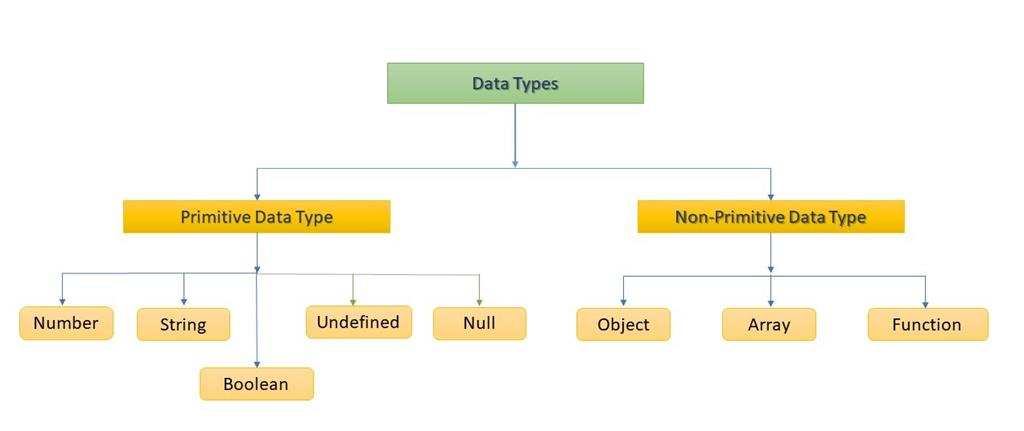 Data Types
Primitive Data Type
Non-Primitive Data Type
Number
String
Boolean
Undefined
Null
Object
Array
Function